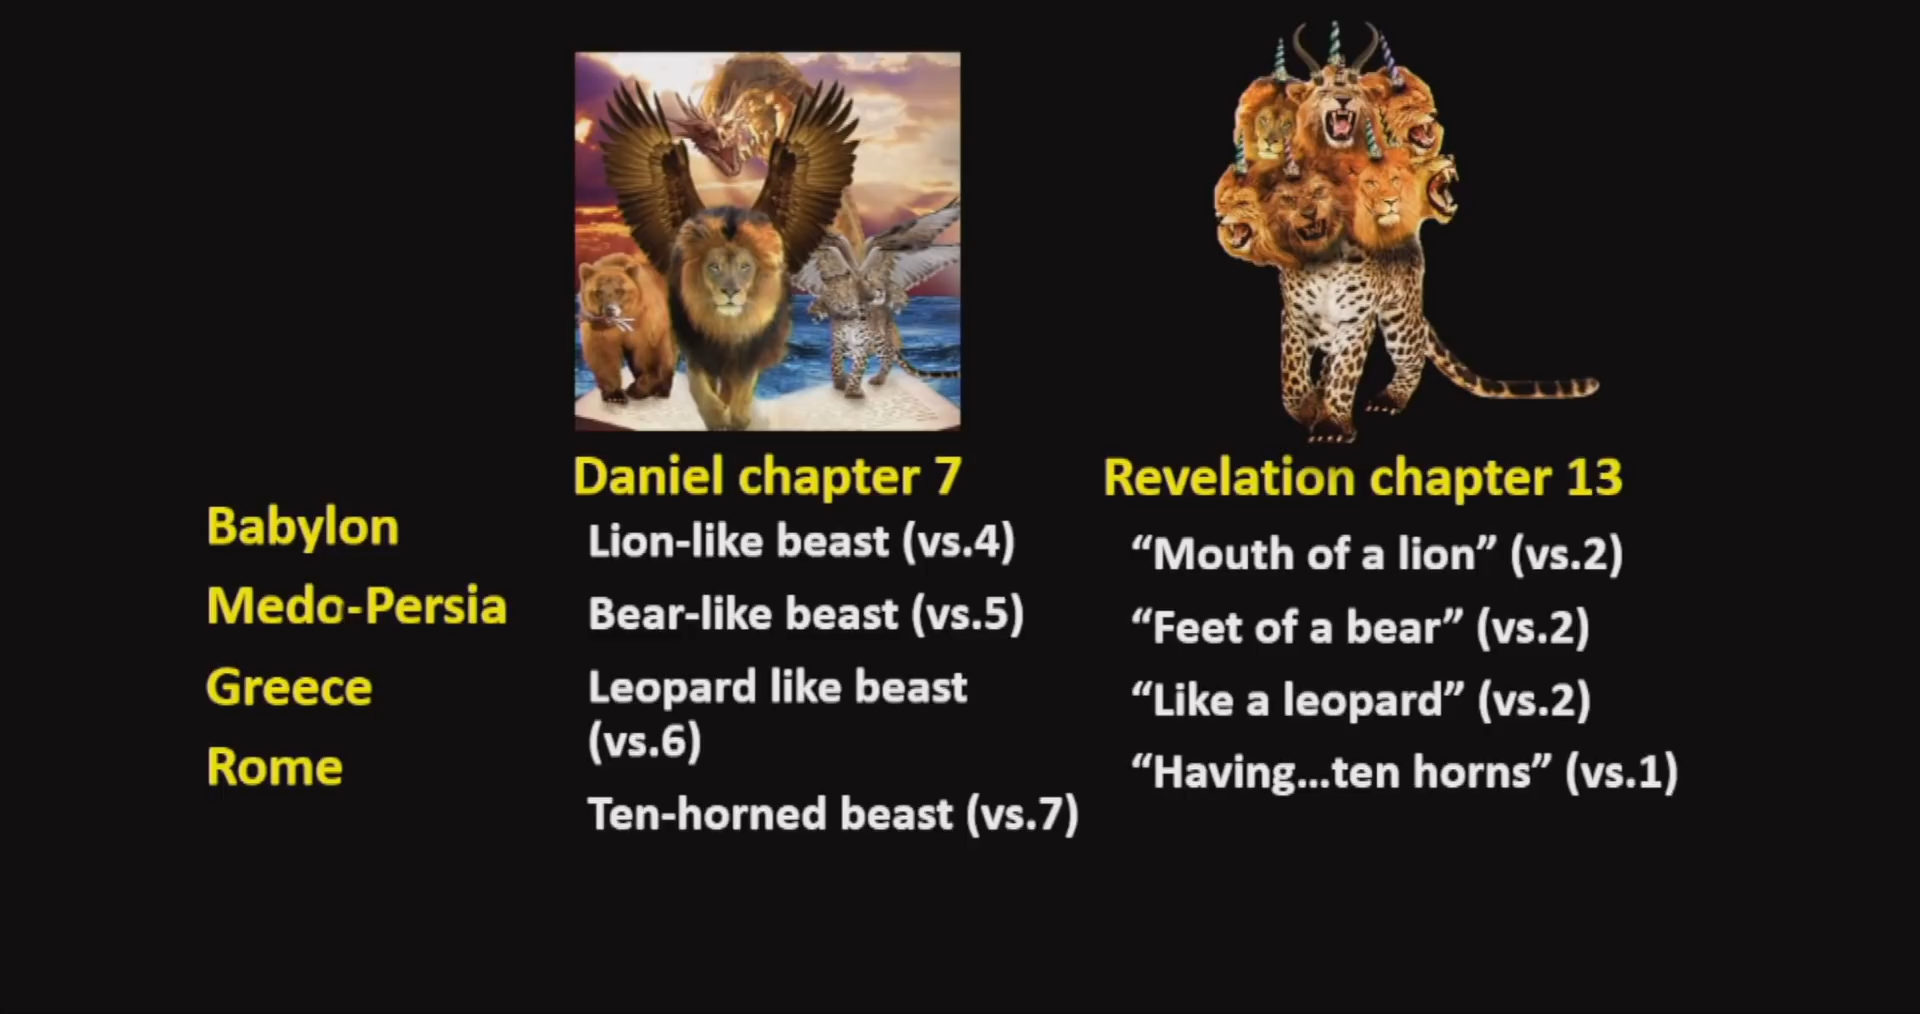 Daniel chapter 7
Revelation chapter 13
Babylon
Medo-Persia
Greece
Rome
Lion-like beast (vs.4)
Bear-like beast (vs.5)
Leopard like beast
(vs.6)
Ten-horned beast (vs.7)
“Mouth of a lion” (vs.2)
“Feet of a bear” (vs.2)
“Like a leopard” (vs.2)
“Having...ten horns” (vs.1)